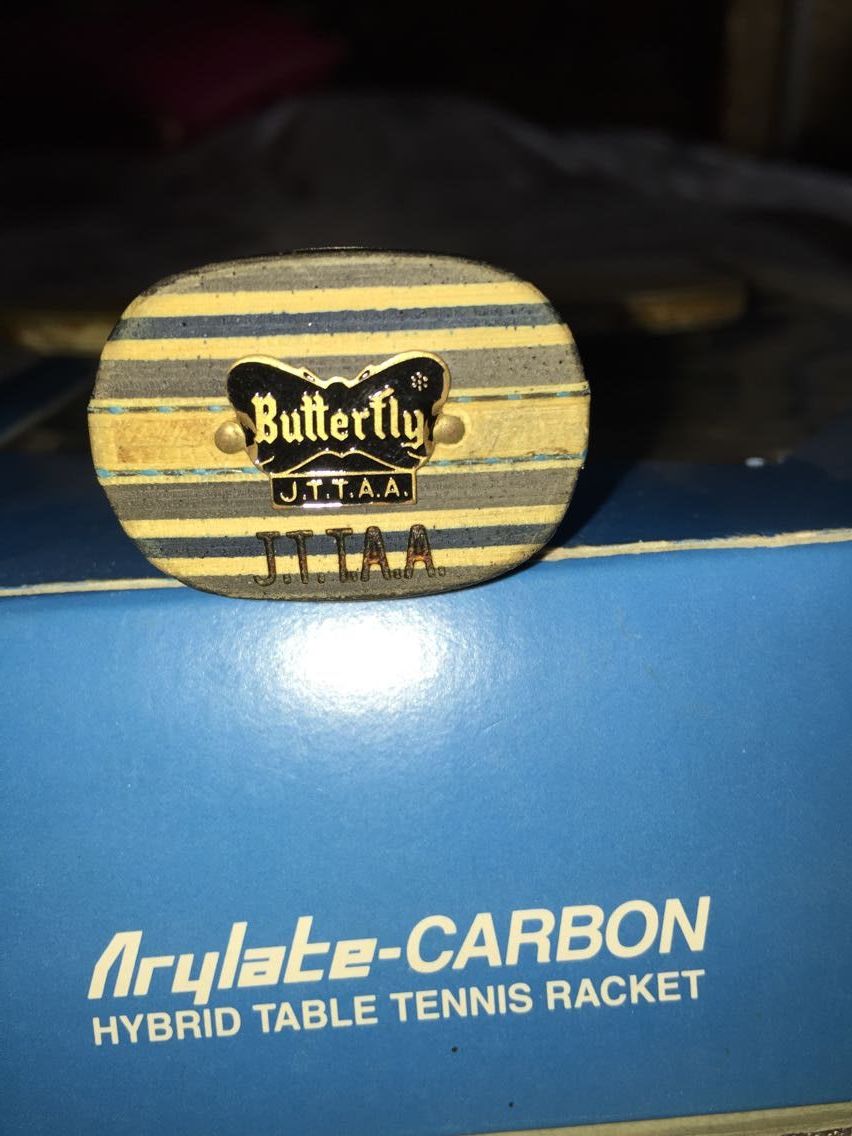 Butterfly
J.T.T.A.A.
J.T.T.A.A.
Arylate-CARBON
HYBRID TABLE TENNIS RACKET